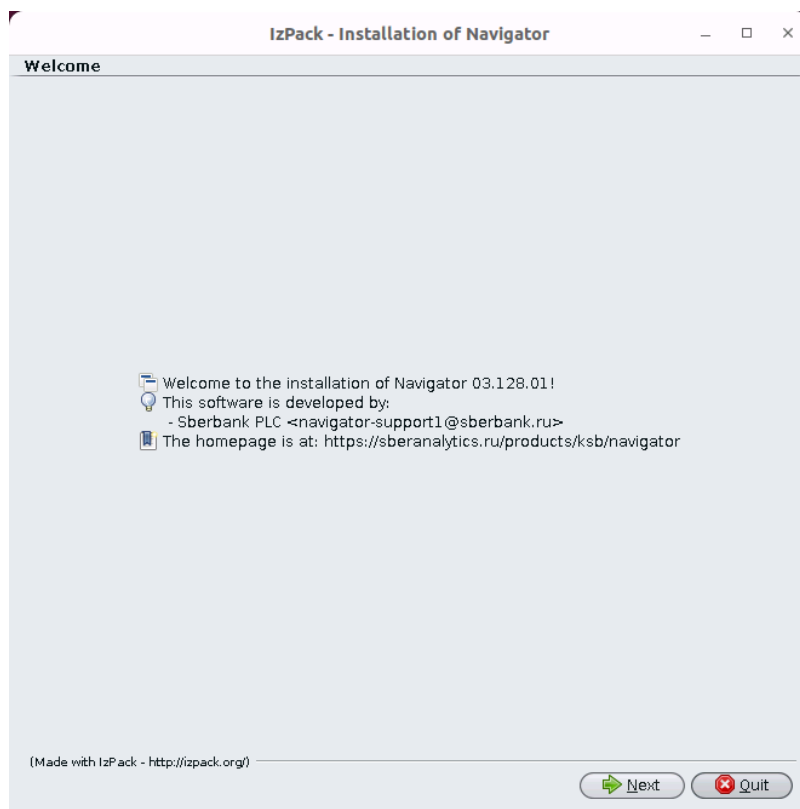 IzPack - Installation of Navigator
Welcome
Welcome to the installation of Navigator 03.128.01!
This software is developed by:
- Sberbank PLC <navigator-support1@sberbank.ru>
The homepage is at: https://sberanalytics.ru/products/ksb/navigator
(Made with IzPack - http://izpack.org/)
Next
Quit